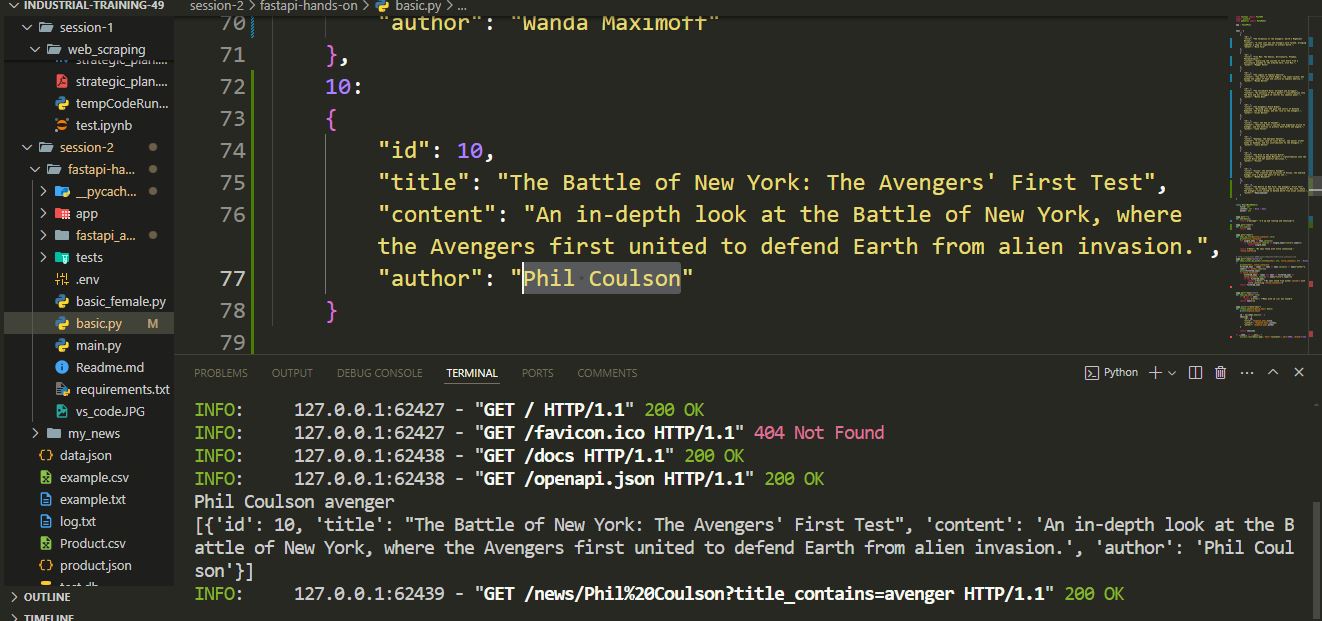 INDUSTRIAL-TRAINING-49
session-2 > fastapi-hands-on > basic.py > ...
session-1
web_scraping
strategic_plan....
strategic_plan....
tempCodeRun...
test.ipynb
session-2
fastapi-ha...
__pycach...
app
fastapi_a...
tests
.env
basic_female.py
basic.py M
main.py
Readme.md
requirements.txt
vs_codeJPG
my_news
data.json
example.csv
example.txt
log.txt
Product.csv
product.json
test.db
OUTLINE
TIMELINE
70 "author": "Wanda Maximoff"
71 },
72 10:
73 {
74 "id": 10,
75 "title": "The Battle of New York: The Avengers' First Test",
76 "content": "An in-depth look at the Battle of New York, where
the Avengers first united to defend Earth from alien invasion.",
77 "author": "Phil Coulson"
78 }
79
PROBLEMS OUTPUT DEBUG CONSOLE TERMINAL PORTS COMMENTS Python
INFO: 127.0.0.1:62427 - "GET / HTTP/1.1" 200 OK
INFO: 127.0.0.1:62427 - "GET /favicon.ico HTTP/1.1" 404 Not Found
INFO: 127.0.0.1:62438 - "GET /docs HTTP/1.1" 200 OK
INFO: 127.0.0.1:62438 - "GET /openapi.json HTTP/1.1" 200 OK
Phil Coulson avenger
[{'id': 10, 'title': "The Battle of New York: The Avengers' First Test", 'content': 'An in-depth look at the B
attle of New York, where the Avengers first united to defend Earth from alien invasion.', 'author': 'Phil Coul
son'}]
INFO: 127.0.0.1:62439 - "GET /news/Phil%20Coulson?title_contains=avenger HTTP/1.1" 200 OK